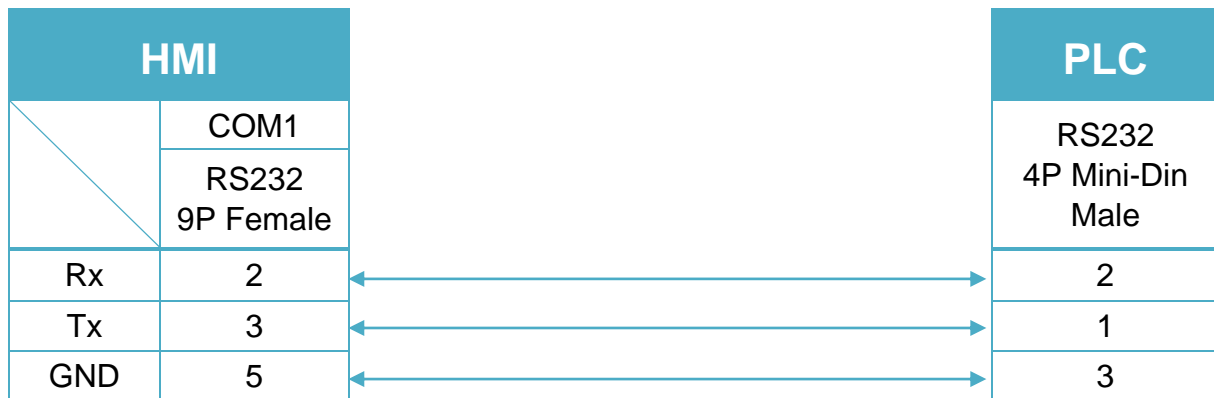 HMI
PLC
COM1
RS232
9P Female
RS232
4P Mini-Din
Male
Rx 2 2
Tx 3 1
GND 5 3